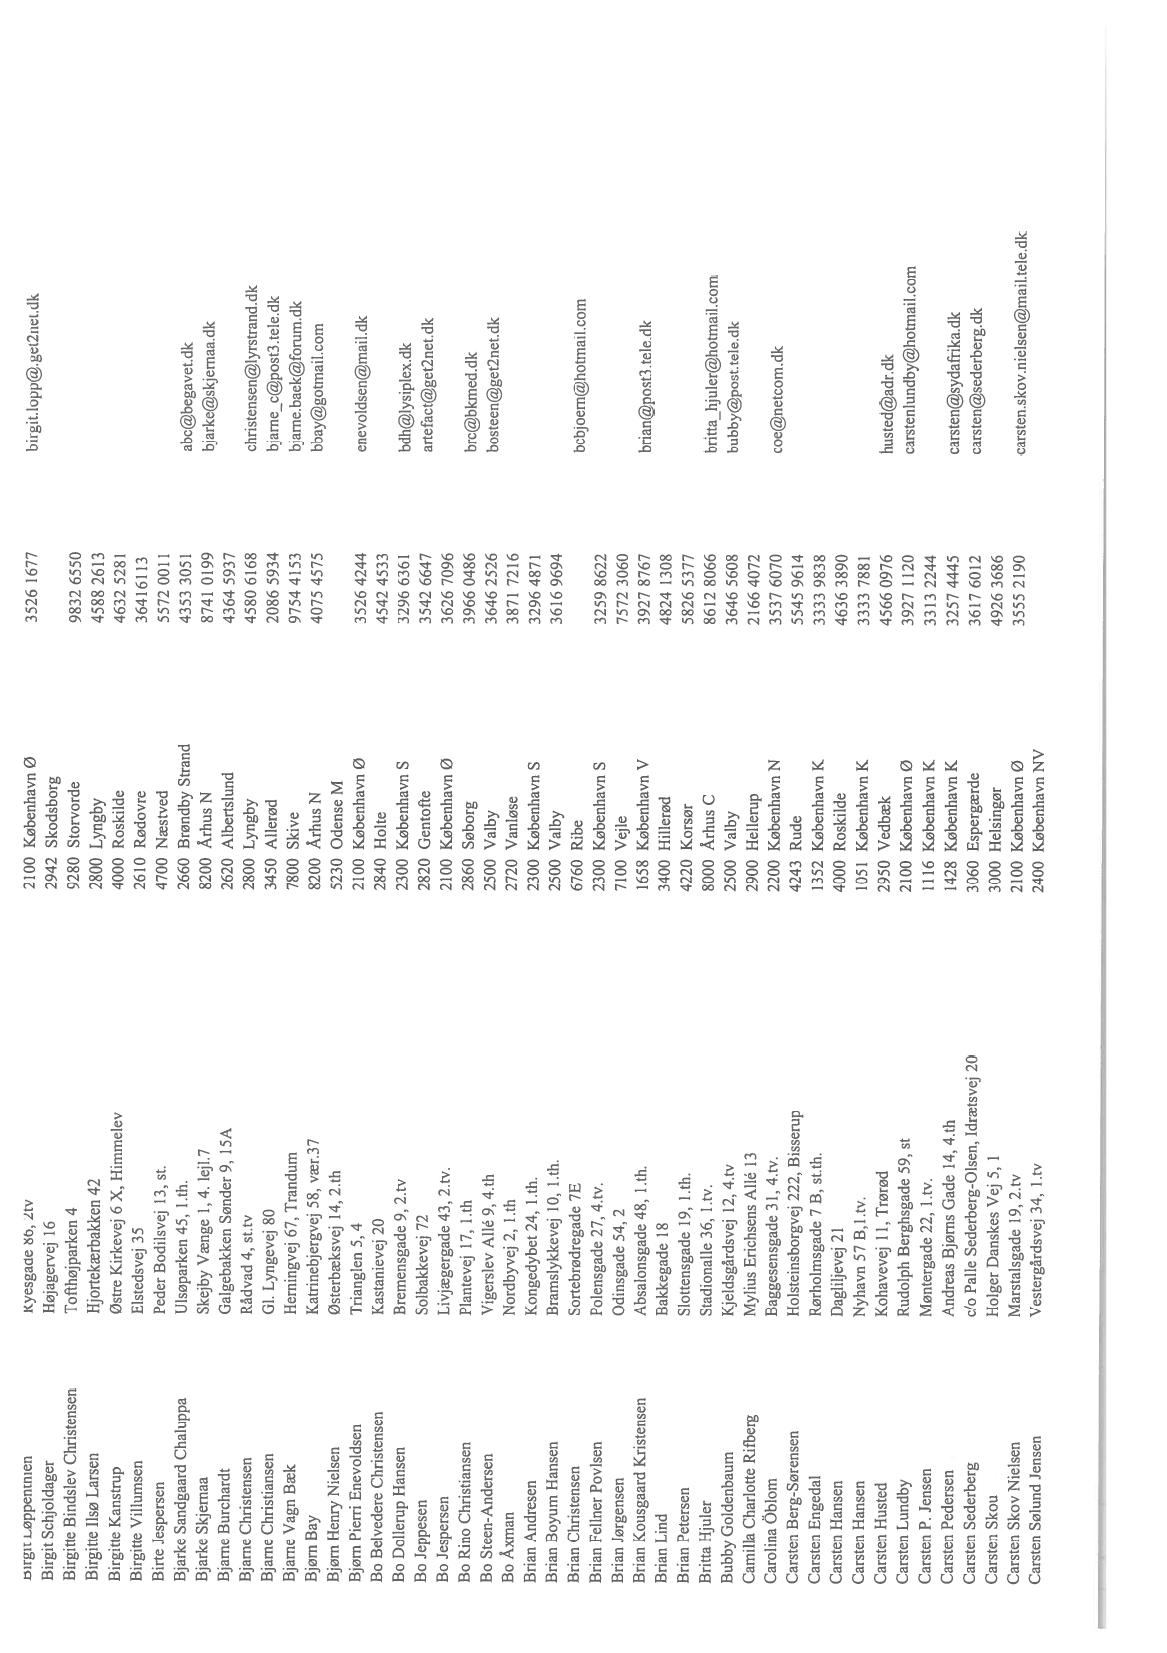 Birgit Løppenthien Ryesgade 86, 2tv 2100 København Ø 3526 1677 birgit.lopp@.get2net.dk
Birgit Schjoldager Højagervej 16 2942 Skodsborg
Birgitte Bindslev Christensen Tofthøjparken 4 9280 Storvorde 9832 6550
Birgitte Ilsø Larsen Hjortekærbakken 42 2800 Lyngby 4588 2613
Birgitte Kanstrup Østre Kirkevej 6 X, Himmelev 4000 Roskilde 4632 5281
Birgitte Villumsen Elstedsvej 35 2610 Rødovre 3641 6113
Birte Jespersen Peder Bodilsvej 13, st. 4700 Næstved 5572 0011
Bjarke Sandgaard Chaluppa Ulsøparken 45, 1.th. 2660 Brøndby Strand 4353 3051 abc@begavet.dk
Bjarke Skjernaa Skejby Vænge 1, 4. lejl.7 8200 Århus N 8741 0199 bjarke@skjernaa.dk
Bjarne Burchardt Galgebakken Sønder 9, 15A 2620 Albertslund 4364 5937
Bjarne Christensen Rådvad 4, st.tv 2800 Lyngby 4580 6168 christensen@lyrstrand.dk
Bjarne Christiansen Gl. Lyngevej 80 3450 Allerød 2086 5934 bjarne_c@post3.tele.dk
Bjarne Vagn Bæk Herningvej 67, Trandum 7800 Skive 9754 4153 bjarne.baek@forum.dk
Bjørn Bay Katrinebjergvej 58, vær.37 8200 Århus N 4075 4575 bbay@gotmail.com
Bjørn Henry Nielsen Østerbæksvej 14, 2.th 5230 Odense M
Bjørn Pierri Enevoldsen Trianglen 5, 4 2100 København Ø 3526 4244 enevoldsen@mail.dk
Bo Belvedere Christensen Kastanievej 20 2840 Holte 4542 4533
Bo Dollerup Hansen Bremensgade 9, 2.tv 2300 København S 3296 6361 bdh@lysiplex.dk
Bo Jeppesen Solbakkevej 72 2820 Gentofte 3542 6647 artefact@get2net.dk
Bo Jespersen Livjægergade 43, 2.tv. 2100 København Ø 3626 7096
Bo Rino Christiansen Plantevej 17, 1.th 2860 Søborg 3966 0486 brc@bkmed.dk
Bo Steen-Andersen Vigerslev Allé 9, 4.th 2500 Valby 3646 2526 bosteen@get2net.dk
Bo Åxman Nordbyvej 2, 1.th 2720 Vanløse 3871 7216
Brian Andresen Kongedybet 24, 1.th. 2300 København S 3296 4871
Brian Boyum Hansen Bramslykkevej 10, 1.th. 2500 Valby 3616 9694
Brian Christensen Sortebrødregade 7E 6760 Ribe bcbjoern@hotmail.com
Brian Fellner Povlsen Polensgade 27, 4.tv. 2300 København S 3259 8622
Brian Jørgensen Odinsgade 54, 2 7100 Vejle 7572 3060
Brian Kousgaard Kristensen Absalonsgade 48, 1.th. 1658 København V 3927 8767 brian@post3.tele.dk
Brian Lind Bakkegade 18 3400 Hillerød 4824 1308
Brian Petersen Slottensgade 19, 1.th. 4220 Korsør 5826 5377
Britta Hjuler Stadionalle 36, 1.tv. 8000 Århus C 8612 8066 britta_hjuler@hotmail.com
Bubby Goldenbaum Kjeldsgårdsvej 12, 4.tv 2500 Valby 3646 5608 bubby@post.tele.dk
Camilla Charlotte Rifberg Mylius Erichsens Allé 13 2900 Hellerup 2166 4072
Carolina Öblom Baggesensgade 31, 4.tv. 2200 København N 3537 6070 coe@netcom.dk
Carsten Berg-Sørensen Holsteinsborgvej 222, Bisserup 4243 Rude 5545 9614
Carsten Engedal Rørholmsgade 7 B, st.th. 1352 København K 3333 9838
Carsten Hansen Dagliljevej 21 4000 Roskilde 4636 3890
Carsten Hansen Nyhavn 57 B,1.tv. 1051 København K 3333 7881
Carsten Husted Kohavevej 11, Trørød 2950 Vedbæk 4566 0976 husted@adr.dk
Carsten Lundby Rudolph Berghsgade 59, st 2100 København Ø 3927 1120 carstenlundby@hotmail.com
Carsten P. Jensen Møntergade 22, 1.tv. 1116 København K 3313 2244
Carsten Pedersen Andreas Bjørns Gade 14, 4.th 1428 København K 3257 4445 carsten@sydafrika.dk
Carsten Sederberg c/o Palle Sederberg-Olsen, Idrætsvej 20 3060 Espergærde 3617 6012 carsten@sederberg.dk
Carsten Skou Holger Danskes Vej 5, 1 3000 Helsingør 4926 3686
Carsten Skov Nielsen Marstalsgade 19, 2.tv 2100 København Ø 3555 2190 carsten.skov.nielsen@mail.tele.dk
Carsten Sølund Jensen Vestergårdsvej 34, 1.tv 2400 København NV